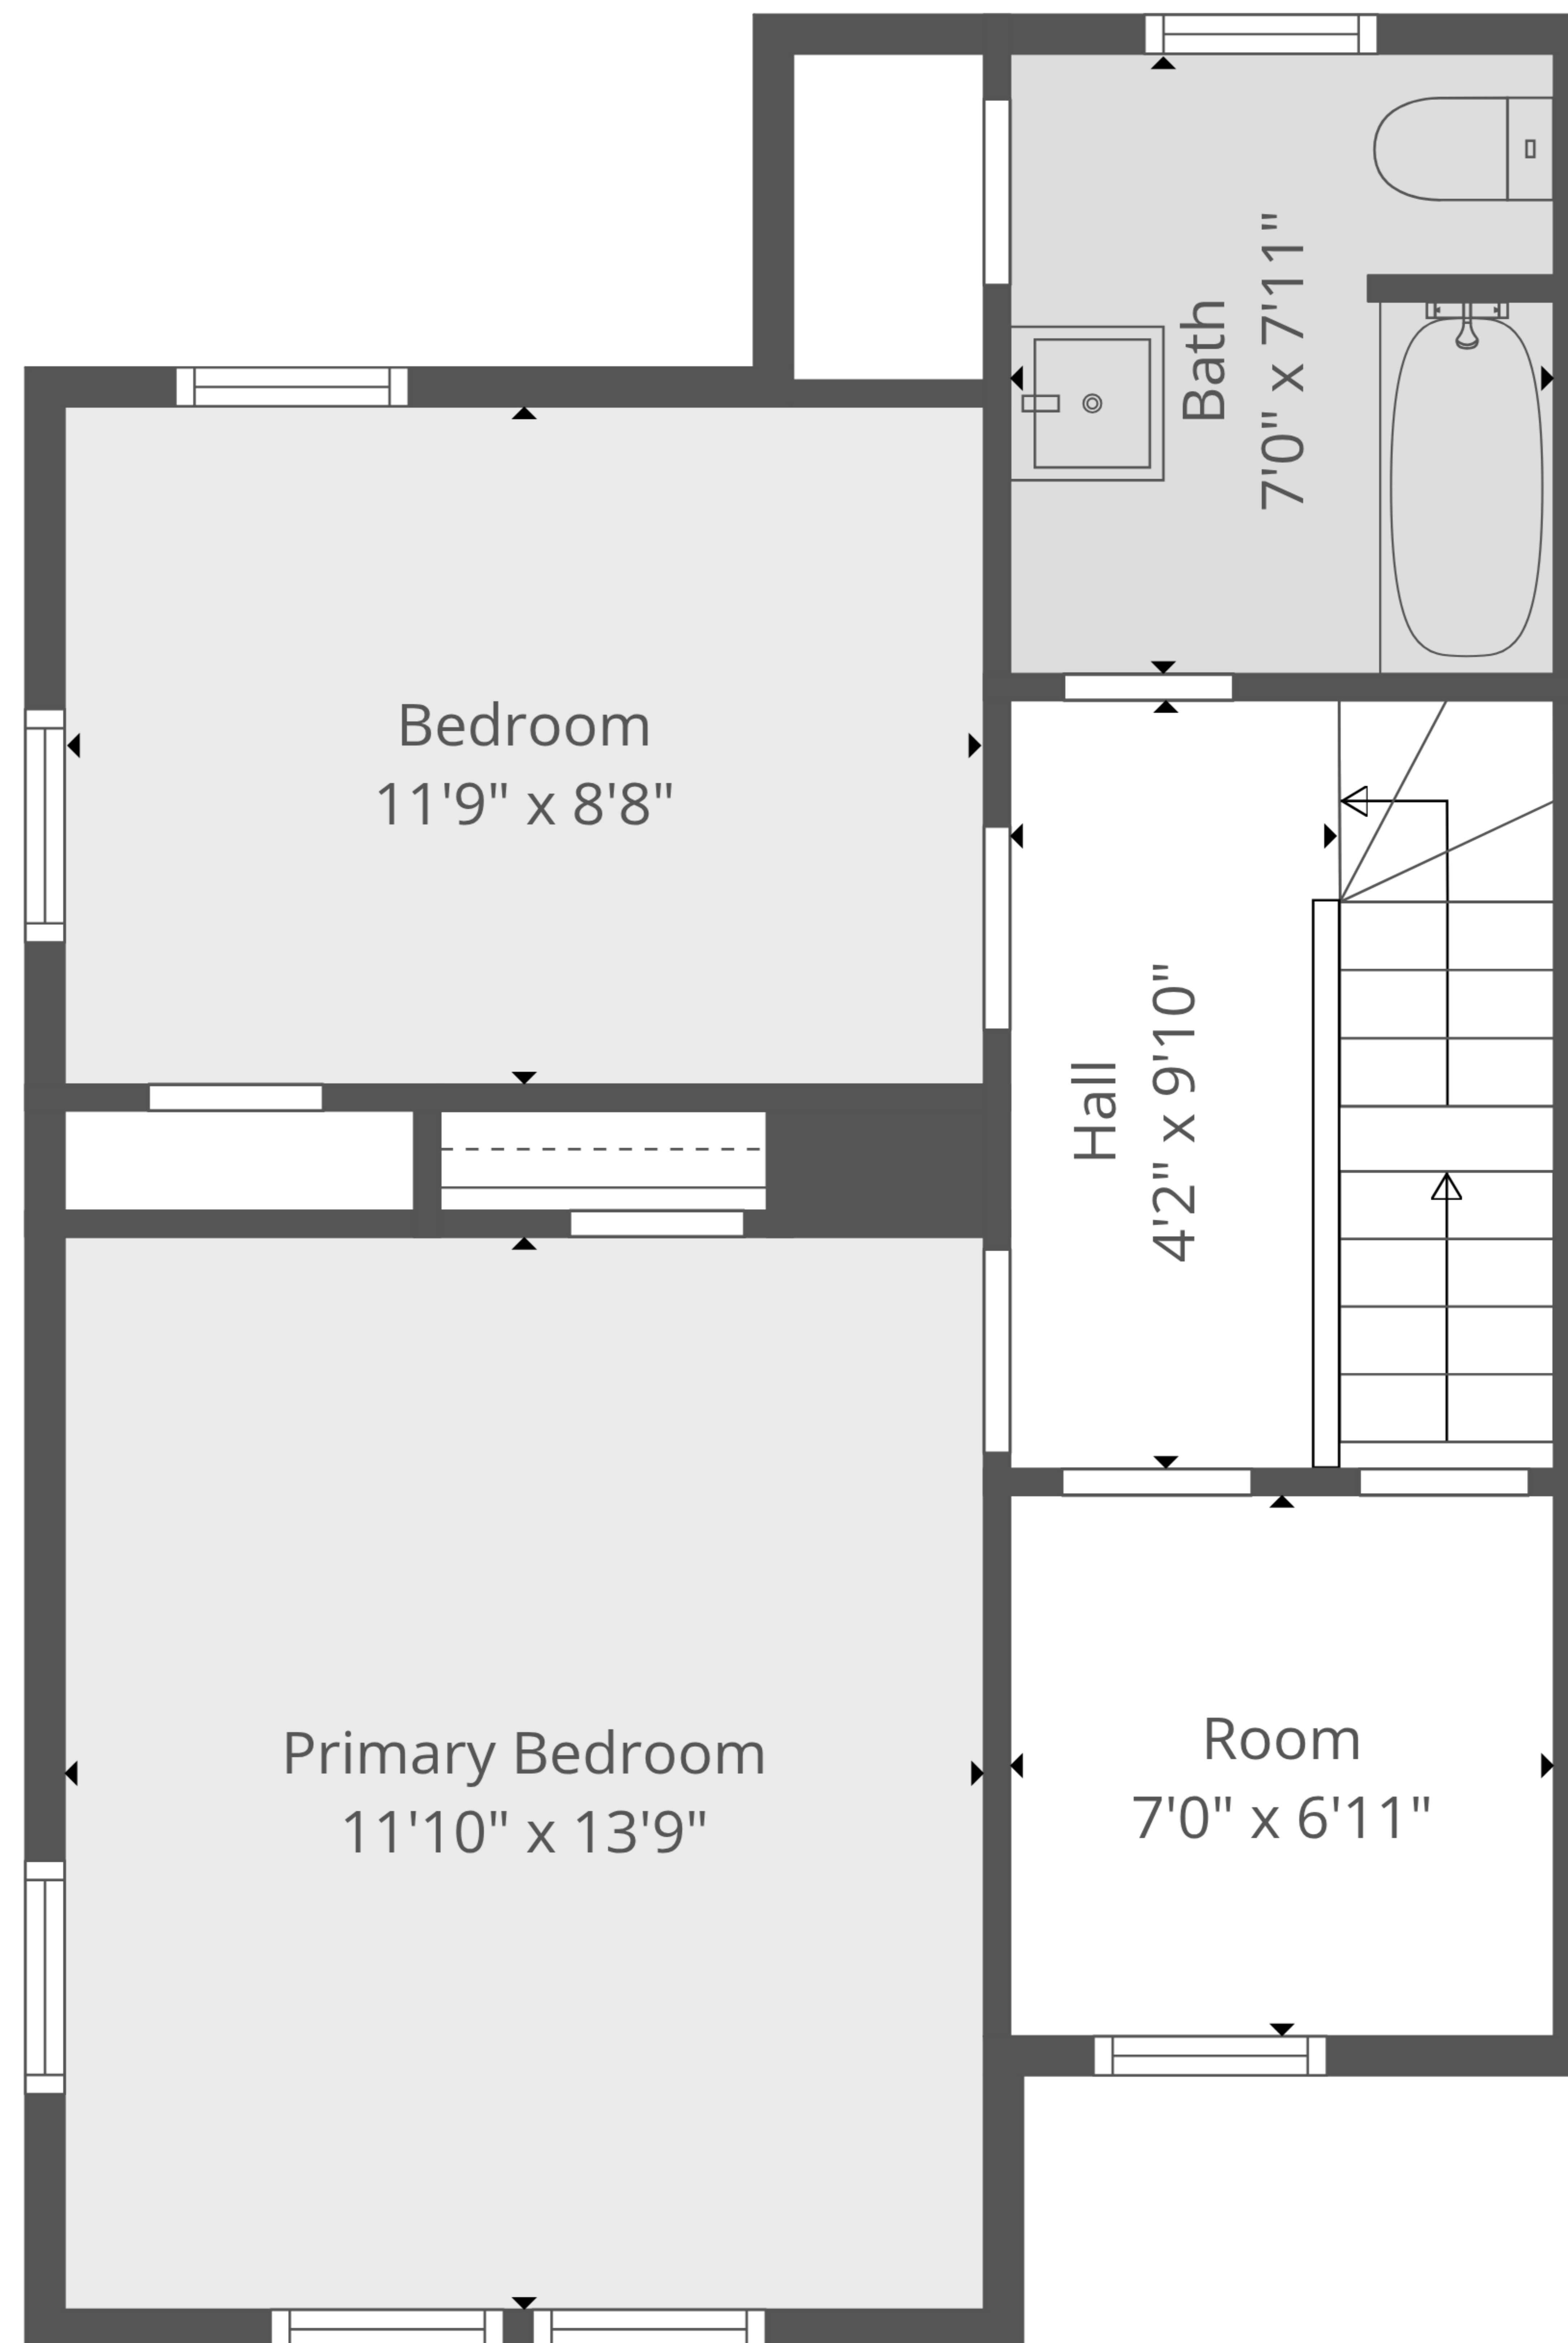 Bath
7'0" x 7'11"
Bedroom
11'9" x 8'8"
Hall
4'2" x 9'10"
Primary Bedroom
11'10" x 13'9"
Room
7'0" x 6'11"